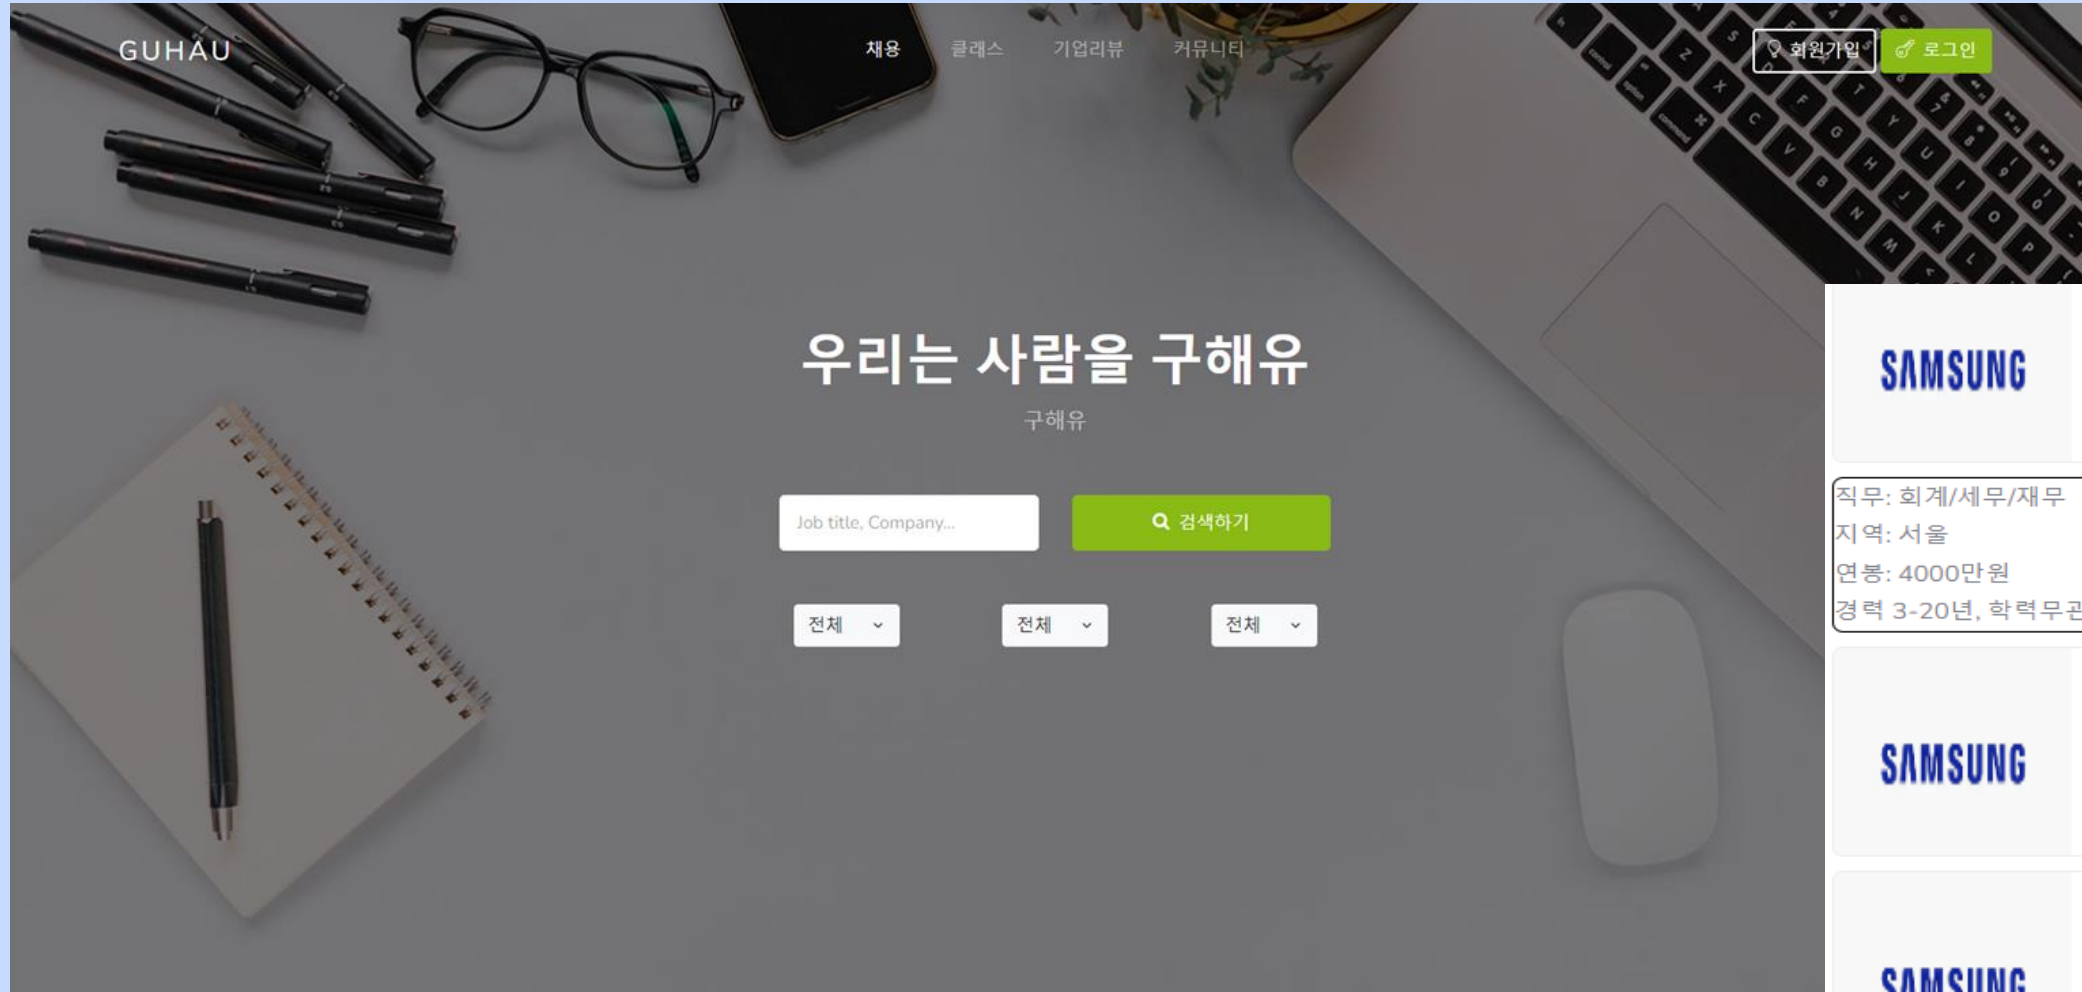 GUHAU
채용
클래스
기업리뷰
커뮤니티
회원가입
로그인
우리는 사람을 구해유
구해유
Job title, Company...
검색하기
전체
전체
전체
SAMSUNG
직무: 회계/세무/재무
지역: 서울
연봉: 4000만원
경력 3-20년, 학력무관
SAMSUNG
SAMSUNG